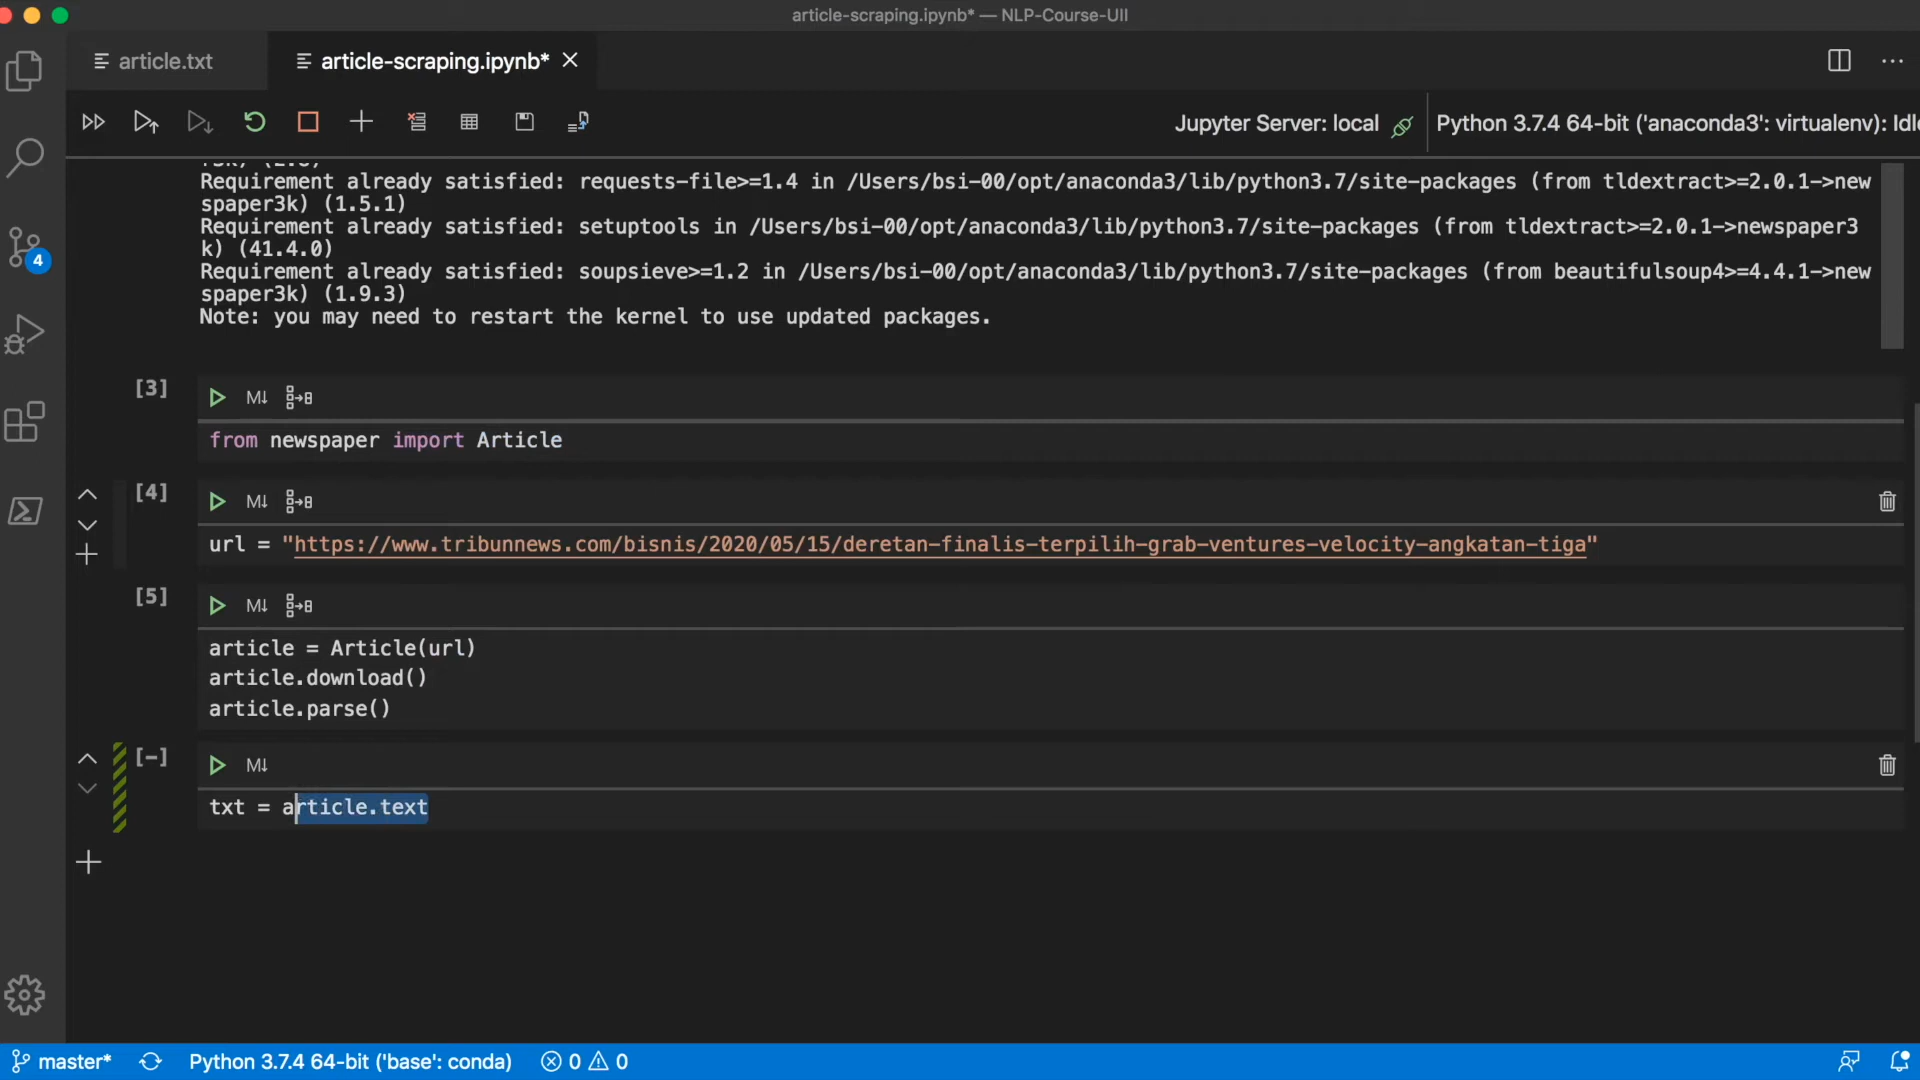 article-scraping.ipynb* — NLP-Course-UII
article.txt
article-scraping.ipynb*
Jupyter Server: local
Python 3.7.4 64-bit ('anaconda3': virtualenv): Idle
Requirement already satisfied: requests-file>=1.4 in /Users/bsi-00/opt/anaconda3/lib/python3.7/site-packages (from tldextract>=2.0.1->new
spaper3k) (1.5.1)
Requirement already satisfied: setuptools in /Users/bsi-00/opt/anaconda3/lib/python3.7/site-packages (from tldextract>=2.0.1->newspaper3
k) (41.4.0)
Requirement already satisfied: soupsieve>=1.2 in /Users/bsi-00/opt/anaconda3/lib/python3.7/site-packages (from beautifulsoup4>=4.4.1->new
spaper3k) (1.9.3)
Note: you may need to restart the kernel to use updated packages.
[3]
M↓
from newspaper import Article
[4]
M↓
url = "https://www.tribunnews.com/bisnis/2020/05/15/deretan-finalis-terpilih-grab-ventures-velocity-angkatan-tiga"
[5]
M↓
article = Article(url)
article.download()
article.parse()
[-]
M↓
txt = article.text
4
master*
Python 3.7.4 64-bit ('base': conda)
0
0